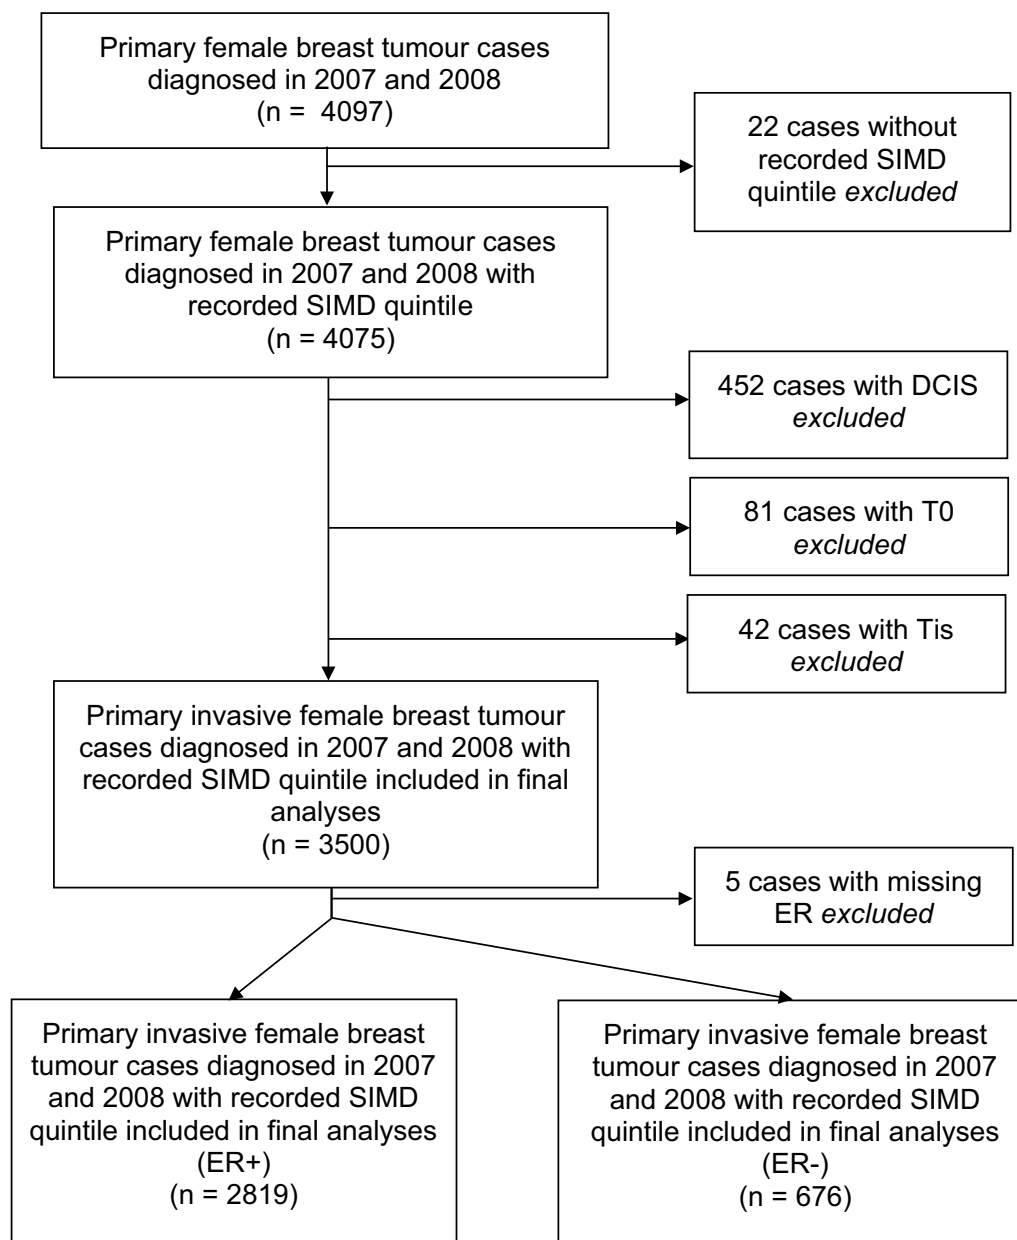 Primary female breast tumour cases
diagnosed in 2007 and 2008
(n =  4097)
22 cases without
recorded SIMD
quintile excluded
Primary female breast tumour cases
diagnosed in 2007 and 2008 with
recorded SIMD quintile
(n = 4075)
452 cases with DCIS
excluded
81 cases with T0
excluded
42 cases with Tis
excluded
Primary invasive female breast tumour
cases diagnosed in 2007 and 2008 with
recorded SIMD quintile included in final
analyses
(n = 3500)
5 cases with missing
ER excluded
Primary invasive female breast
tumour cases diagnosed in 2007
and 2008 with recorded SIMD
quintile included in final analyses
(ER+)
(n = 2819)
Primary invasive female breast
tumour cases diagnosed in 2007
and 2008 with recorded SIMD
quintile included in final analyses
(ER-)
(n = 676)